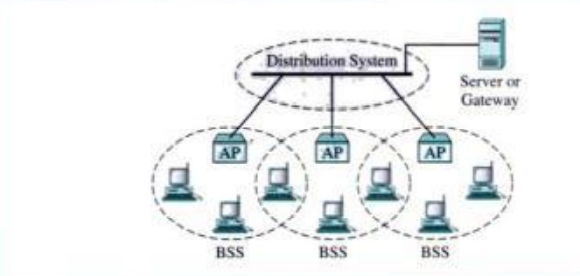 Distribution System
Server or
Gateway
AP
AP
AP
BSS
BSS
BSS